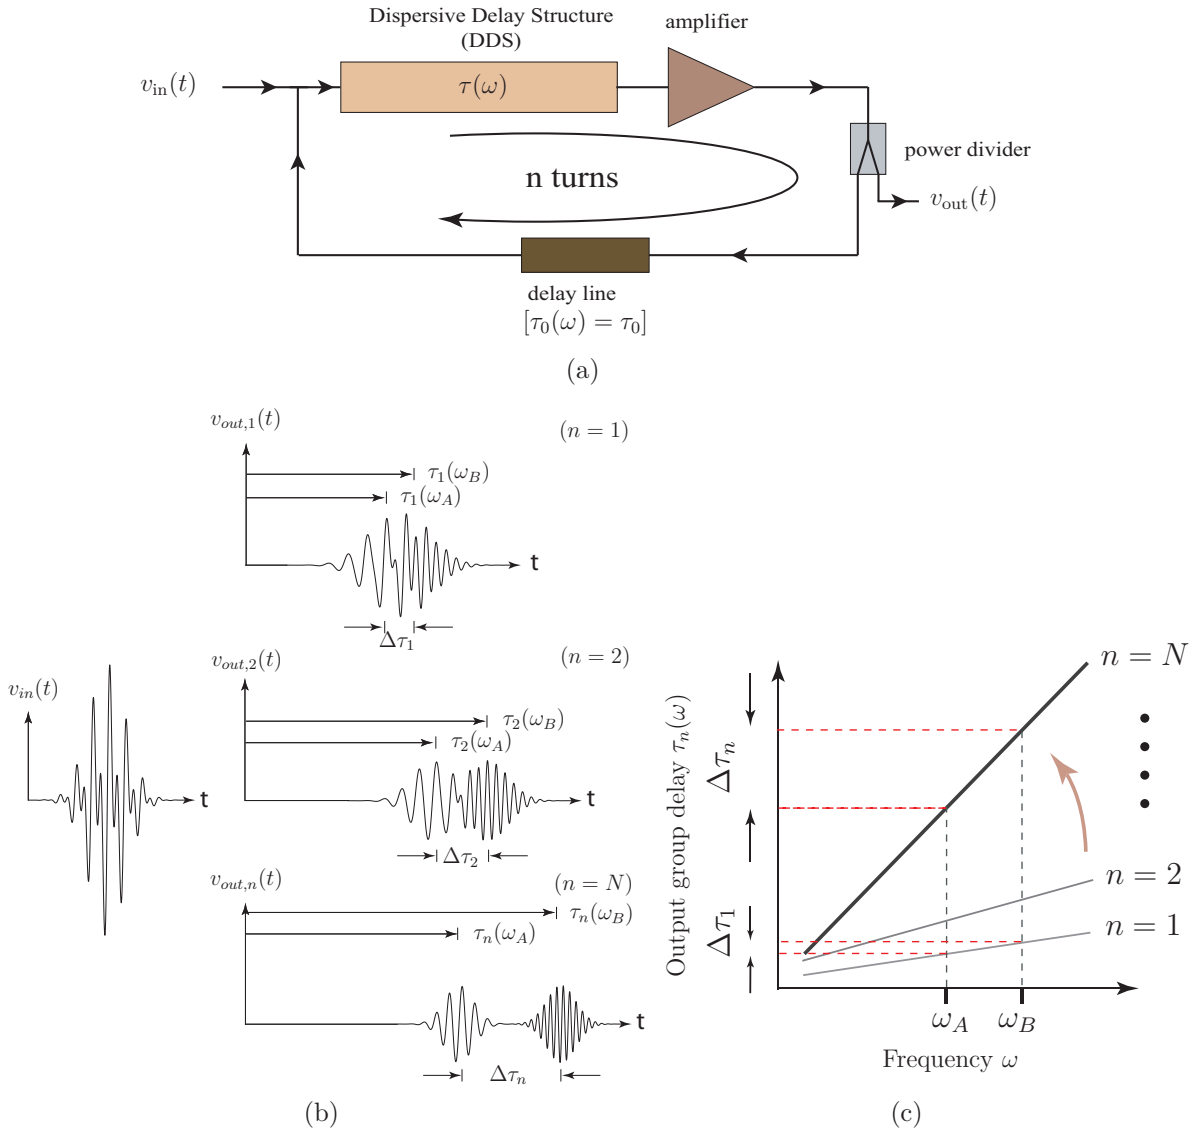 Dispersive Delay Structure
(DDS)
amplifier
v_in(t)
τ(ω)
power divider
n turns
v_out(t)
delay line
[τ_0(ω) = τ_0]
(a)
v_out,1(t)
(n = 1)
τ_1(ω_B)
τ_1(ω_A)
t
Δτ_1
v_out,2(t)
(n = 2)
v_in(t)
τ_2(ω_B)
τ_2(ω_A)
t
t
Δτ_2
v_out,n(t)
(n = N)
τ_n(ω_B)
τ_n(ω_A)
t
Δτ_n
(b)
n = N
Output group delay τ_n(ω)
Δτ_n
n = 2
Δτ_1
n = 1
ω_A
ω_B
Frequency ω
(c)